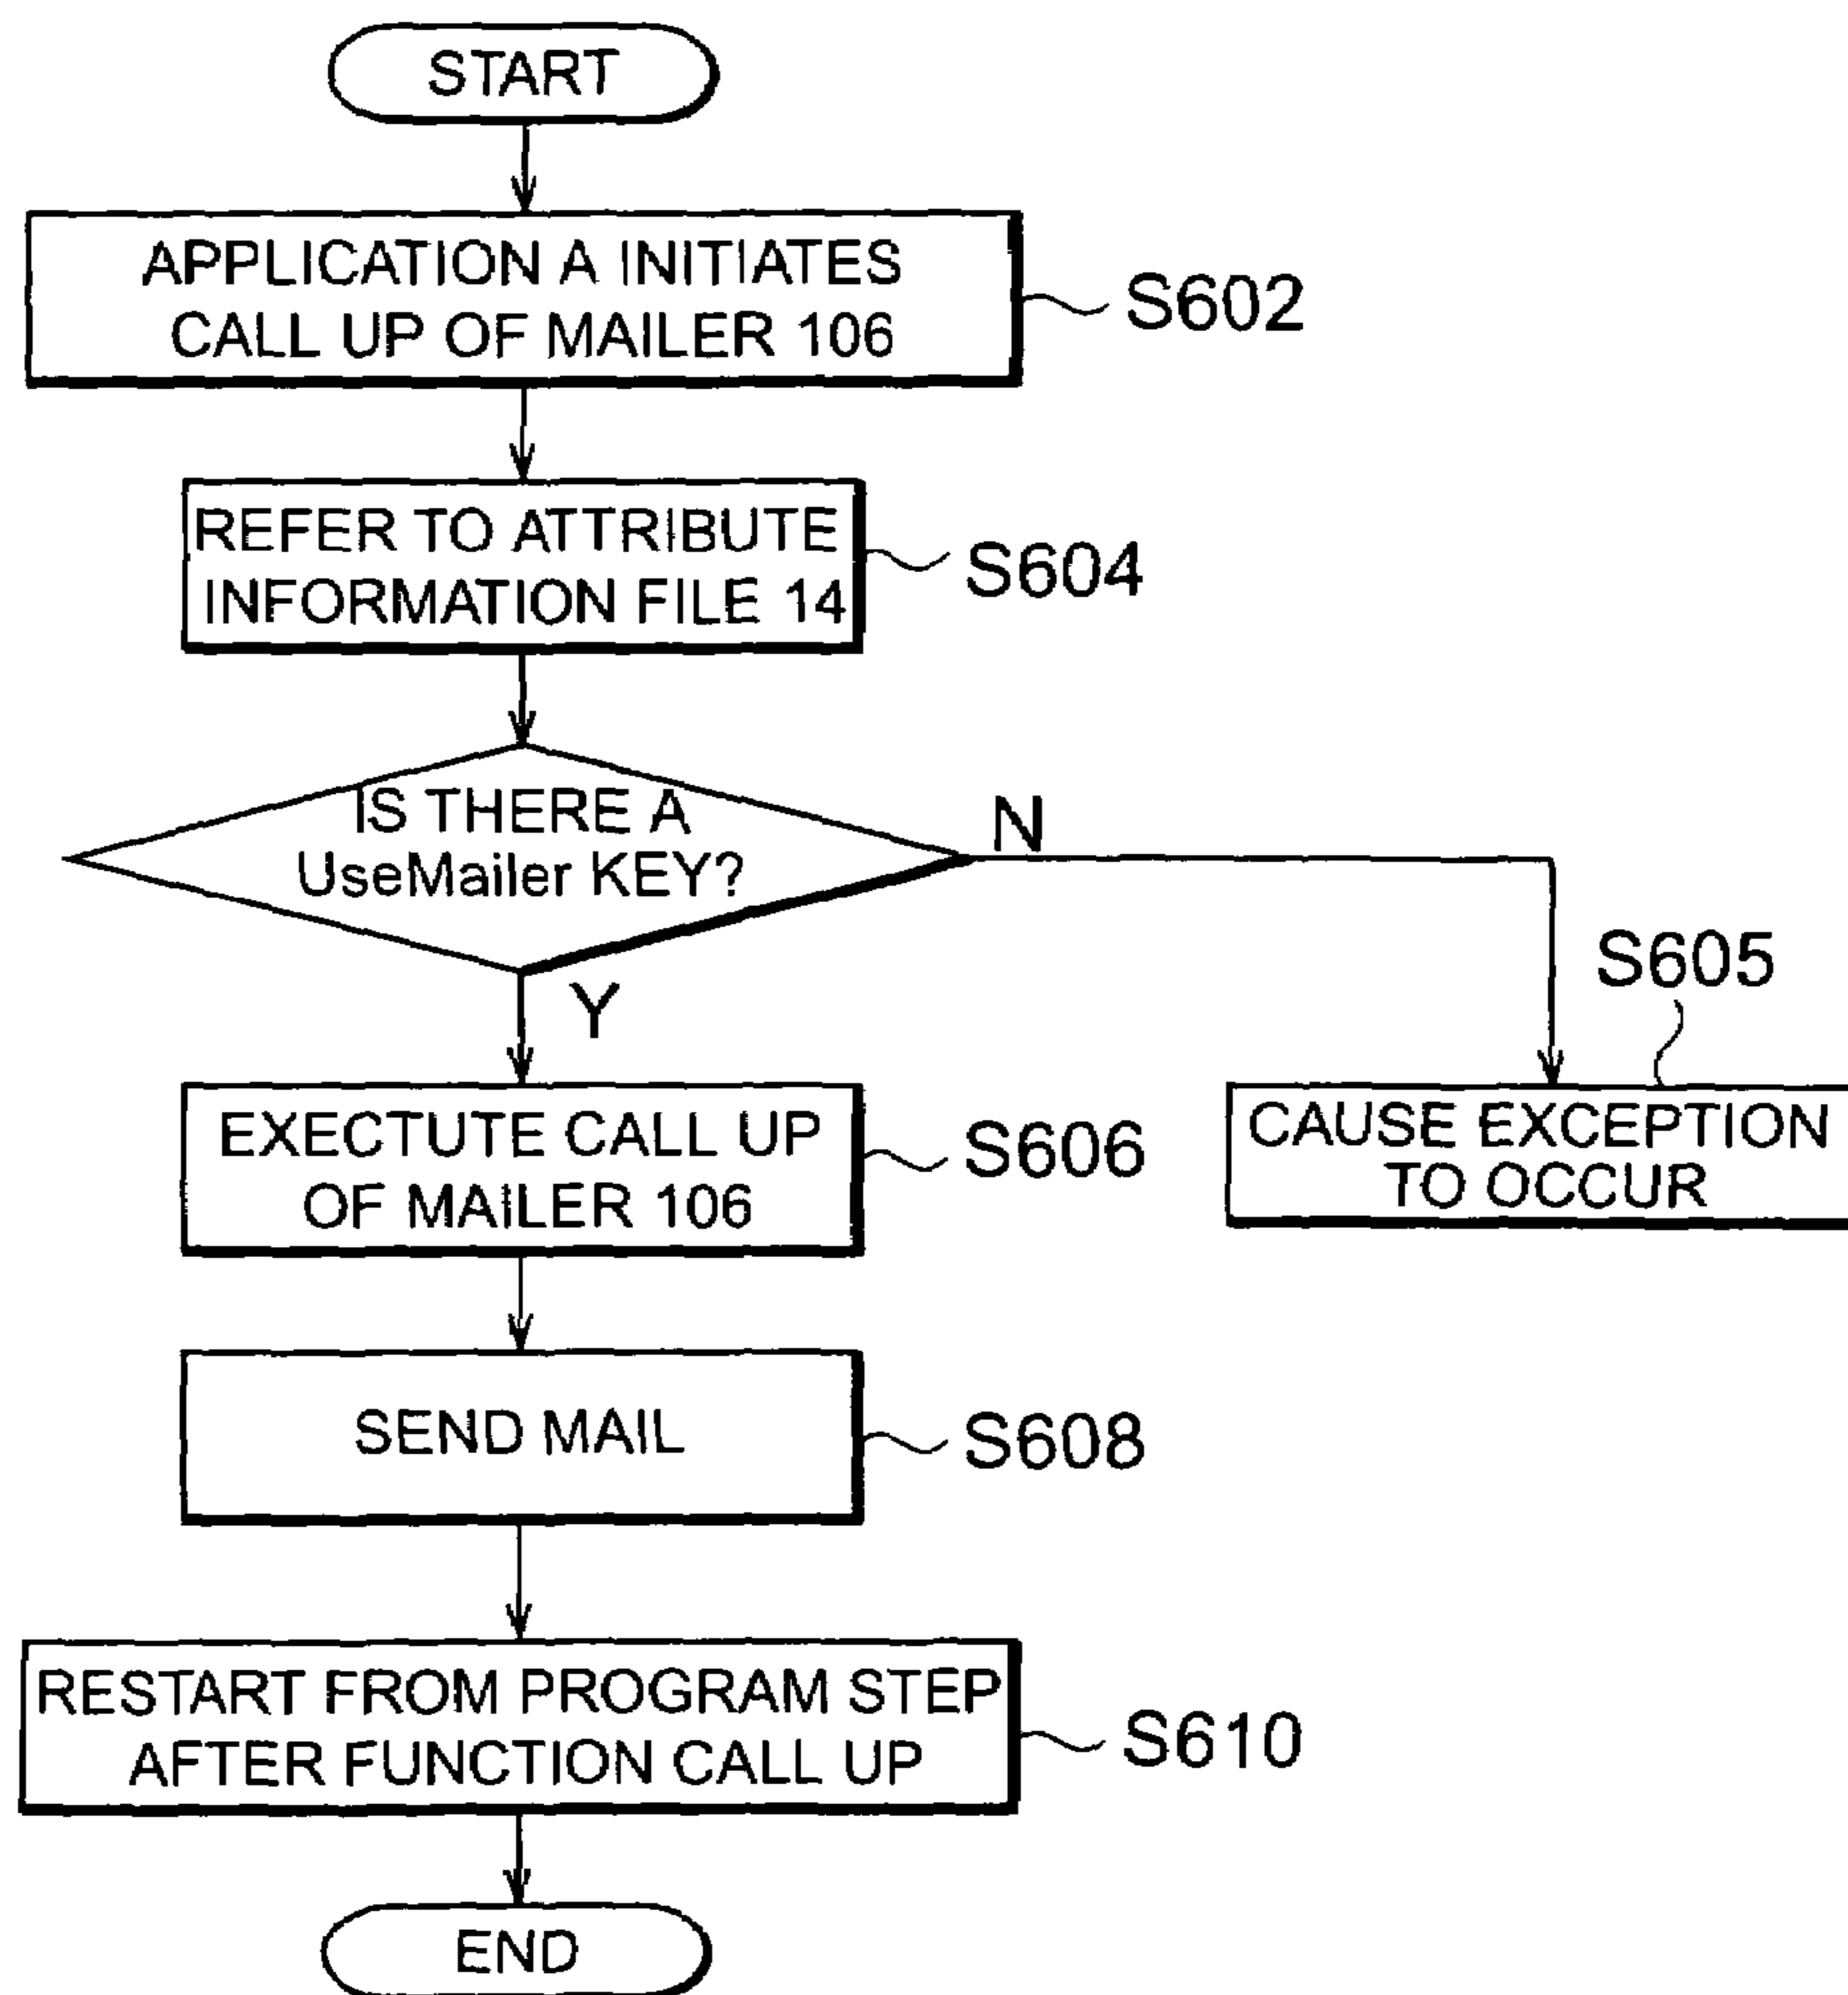 START
APPLICATION A INITIATES
CALL UP OF MAILER 106
S602
REFER TO ATTRIBUTE
INFORMATION FILE 14
S604
IS THERE A
UseMailer KEY?
N
Y
S605
CAUSE EXCEPTION
TO OCCUR
EXECTUTE CALL UP
OF MAILER 106
S606
SEND MAIL
S608
RESTART FROM PROGRAM STEP
AFTER FUNCTION CALL UP
S610
END